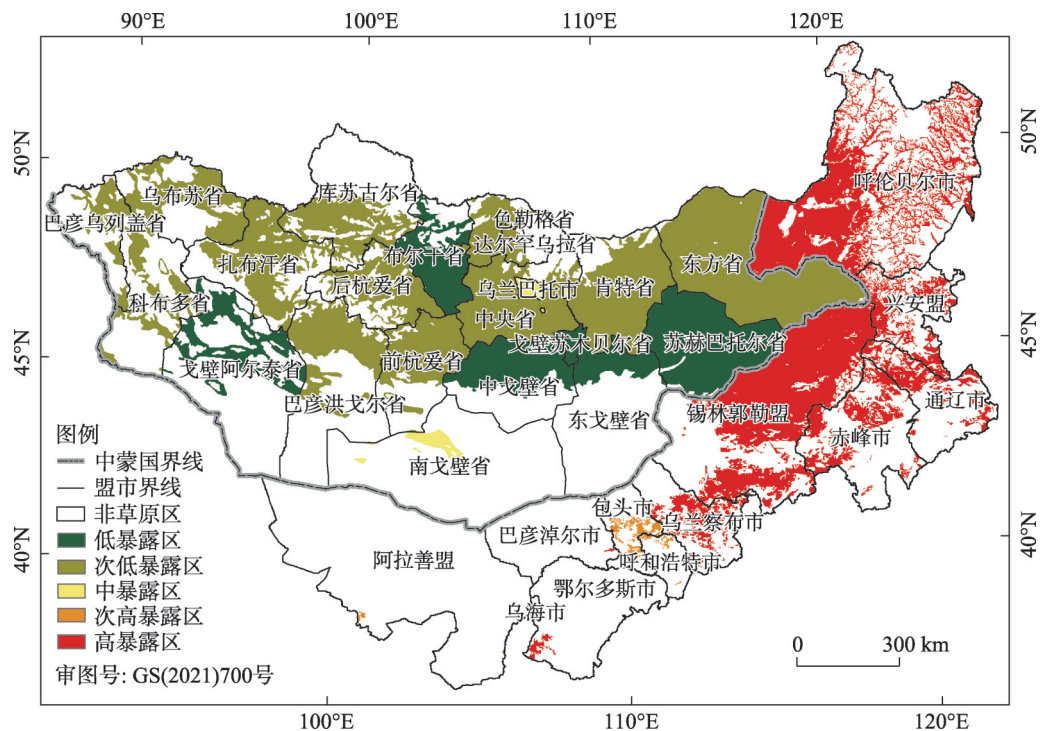 90°E
100°E
110°E
120°E
50°N
50°N
45°N
45°N
40°N
40°N
呼伦贝尔市
库苏古尔省
乌布苏省
巴彦乌列盖省
色勒格省
达尔罕乌拉省
布尔干省
扎布汗省
东方省
后杭爱省
乌兰巴托市
肯特省
科布多省
兴安盟
中央省
戈壁苏木贝尔省
苏赫巴托尔省
前杭爱省
戈壁阿尔泰省
中戈壁省
巴彦洪戈尔省
东戈壁省
锡林郭勒盟
通辽市
赤峰市
南戈壁省
包头市
乌兰察布市
巴彦淖尔市
阿拉善盟
呼和浩特市
鄂尔多斯市
乌海市
图例
中蒙国界线
盟市界线
非草原区
低暴露区
次低暴露区
中暴露区
次高暴露区
高暴露区
审图号: GS(2021)700号
0 300 km
100°E
110°E
120°E